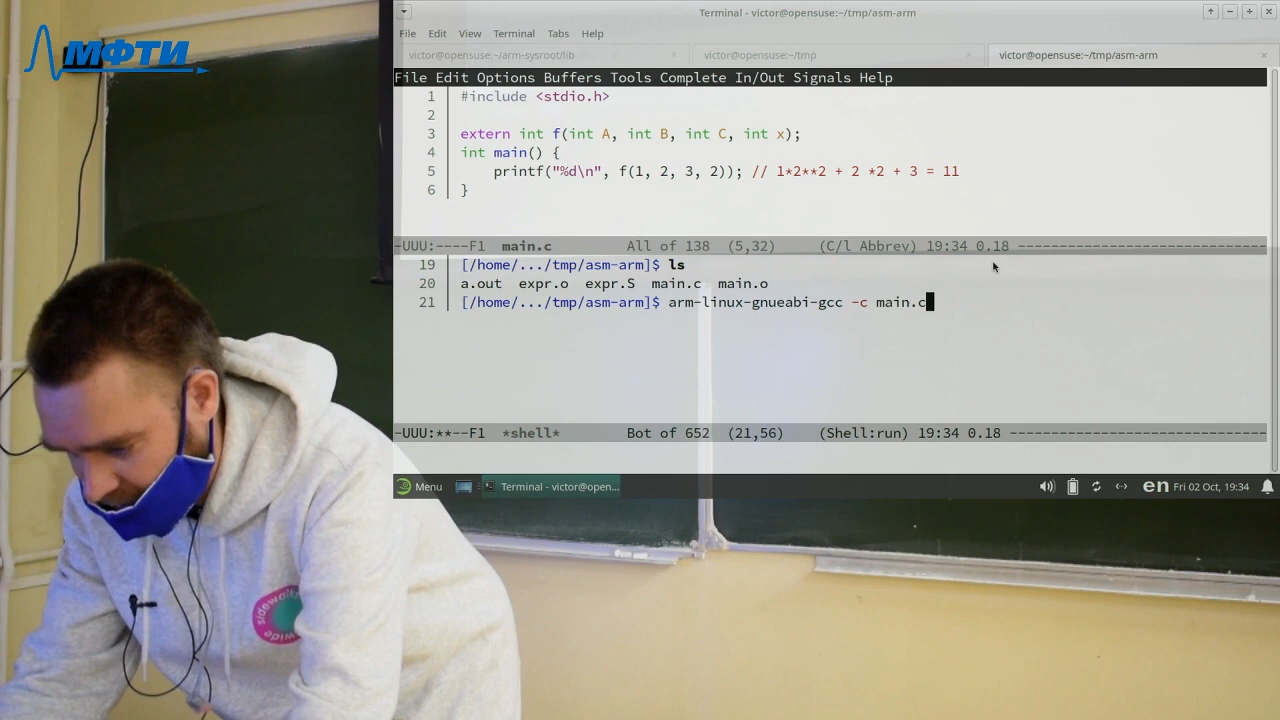 МФТИ
Terminal - victor@opensuse:~/tmp/asm-arm
File Edit View Terminal Tabs Help
victor@opensuse:~/arm-sysroot/lib
victor@opensuse:~/tmp
victor@opensuse:~/tmp/asm-arm
File Edit Options Buffers Tools Complete In/Out Signals Help
1 #include <stdio.h>
2
3 extern int f(int A, int B, int C, int x);
4 int main() {
5 printf("%d\n", f(1, 2, 3, 2)); // 1*2**2 + 2 *2 + 3 = 11
6 }
-UUU:----F1 main.c All of 138 (5,32) (C/l Abbrev) 19:34 0.18 ------------------------------
19 [/home/.../tmp/asm-arm]$ ls
20 a.out expr.o expr.S main.c main.o
21 [/home/.../tmp/asm-arm]$ arm-linux-gnueabi-gcc -c main.c
-UUU:**--F1 *shell* Bot of 652 (21,56) (Shell:run) 19:34 0.18 -------------------------------
Menu
Terminal - victor@open...
en Fri 02 Oct, 19:34
sidewalks
wide